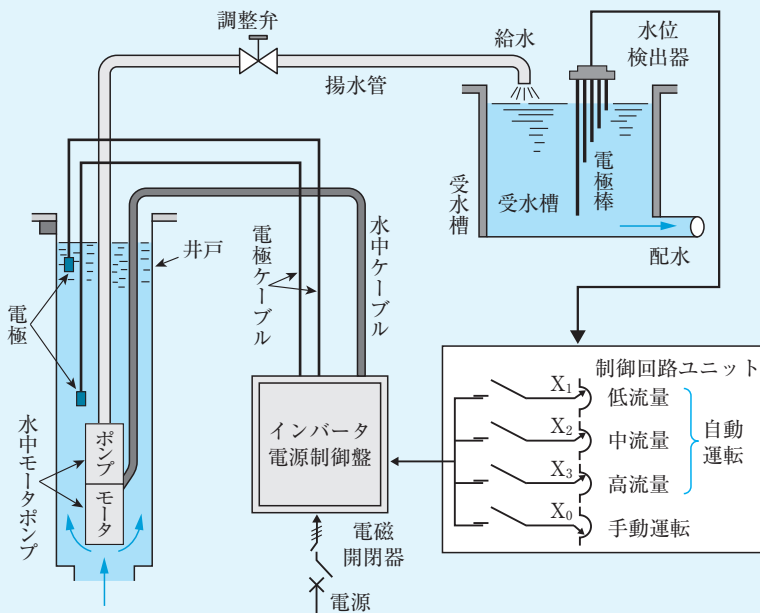 調整弁
給水
水位
検出器
揚水管
受水槽
受水槽
電極棒
配水
井戸
電極
電極ケーブル
水中ケーブル
水中モータポンプ
ポンプ
モータ
インバータ
電源制御盤
電磁
開閉器
電源
制御回路ユニット
X₁ 低流量
X₂ 中流量
X₃ 高流量
自動
運転
X₀ 手動運転